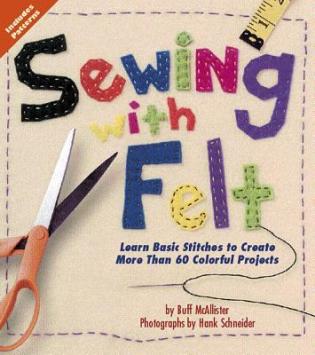 Includes
Patterns
Sewing
with
Felt
Learn Basic Stitches to Create
More Than 60 Colorful Projects
by Buff McAllister
Photographs by Hank Schneider